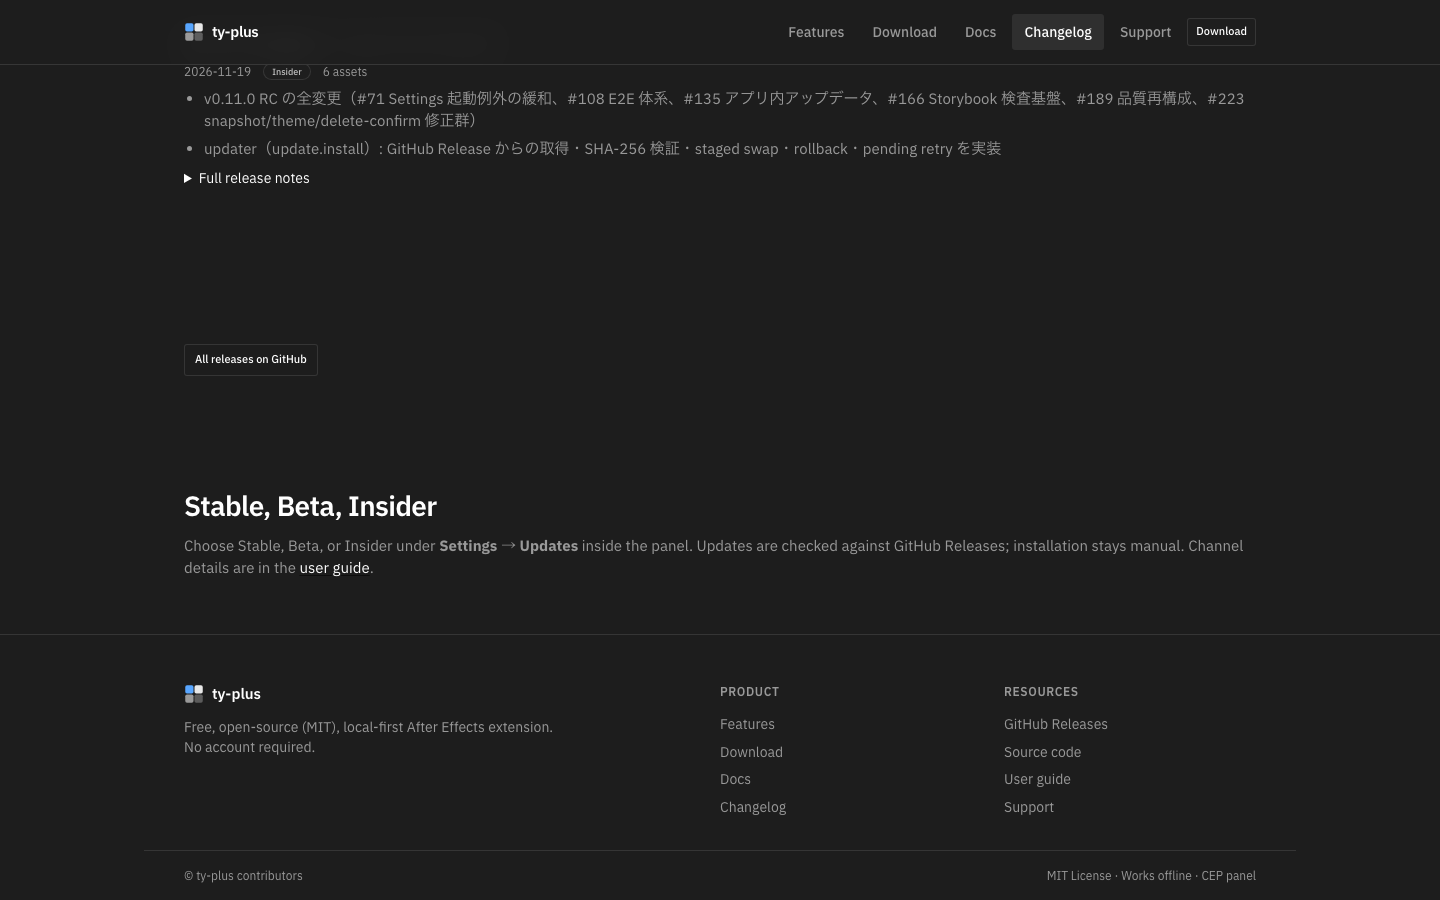 ty-plus
Features
Download
Docs
Changelog
Support
Download
2026-11-19 Insider 6 assets
• v0.11.0 RC の全変更（#71 Settings 起動例外の緩和、#108 E2E 体系、#135 アプリ内アップデータ、#166 Storybook 検査基盤、#189 品質再構成、#223
snapshot/theme/delete-confirm 修正群）
• updater（update.install）: GitHub Release からの取得・SHA-256 検証・staged swap・rollback・pending retry を実装
Full release notes
All releases on GitHub
Stable, Beta, Insider
Choose Stable, Beta, or Insider under Settings → Updates inside the panel. Updates are checked against GitHub Releases; installation stays manual. Channel
details are in the user guide.
ty-plus
Free, open-source (MIT), local-first After Effects extension.
No account required.
PRODUCT
Features
Download
Docs
Changelog
RESOURCES
GitHub Releases
Source code
User guide
Support
© ty-plus contributors
MIT License · Works offline · CEP panel